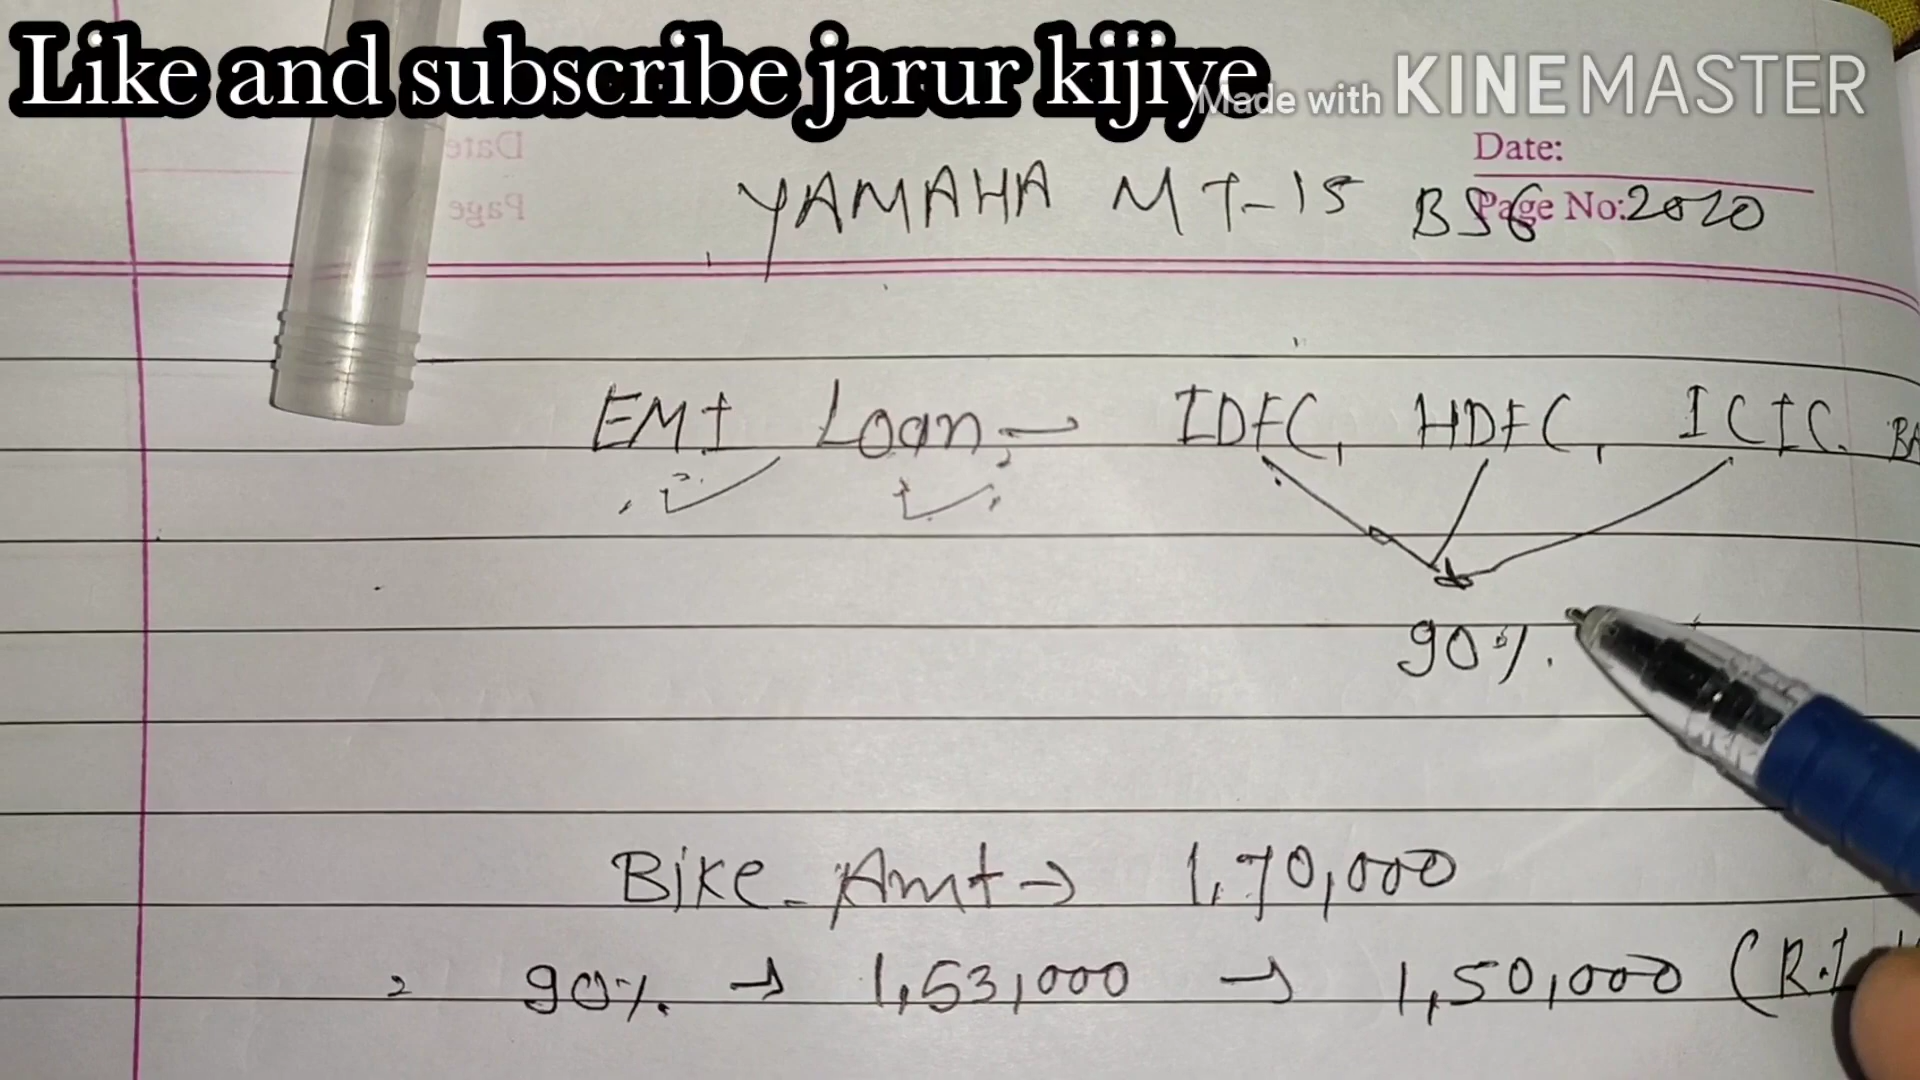 Like and subscribe jarur kijiye
Made with KINEMASTER
Date:
Page No:
YAMAHA MT-15 BS6 2020
EMI Loan → IDFC, HDFC, ICIC. BA
90%.
Bike Amt → 1,70,000
= 90%. → 1,53,000 → 1,50,000 (R.I